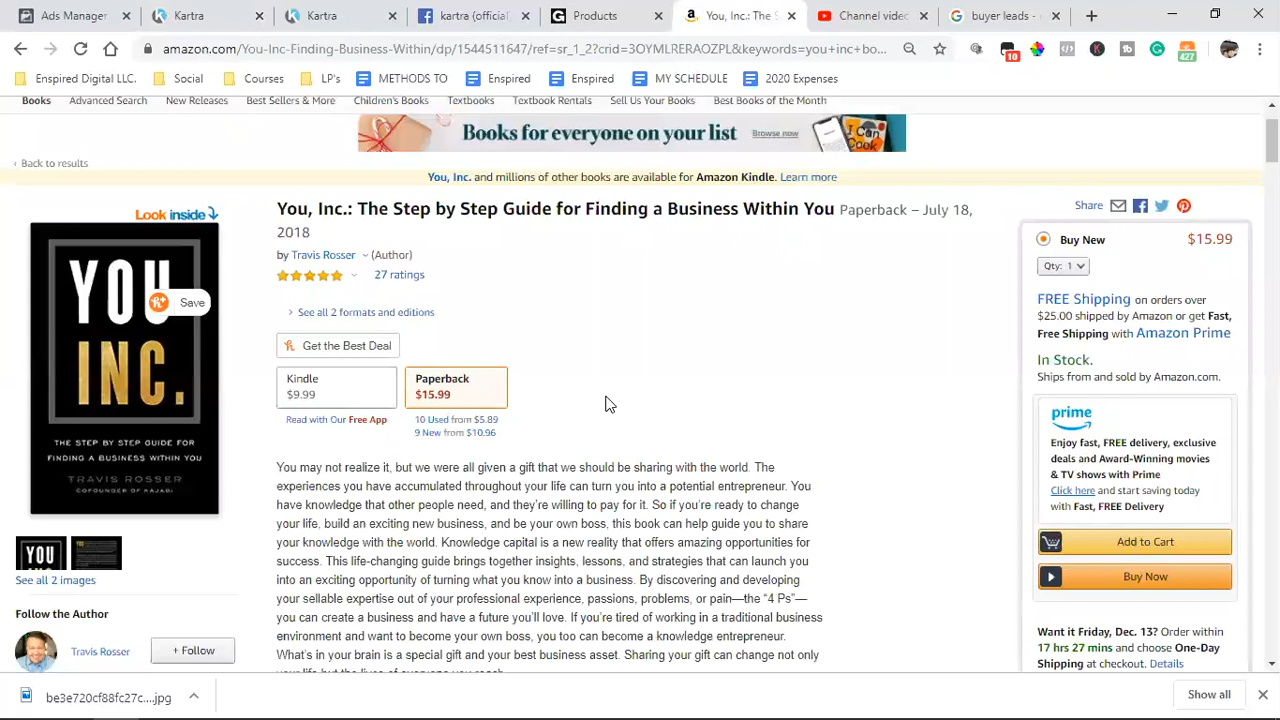 Ads Manager
Kartra
Kartra
kartra (official
Products
You, Inc.: The S
Channel video
buyer leads -
amazon.com/You-Inc-Finding-Business-Within/dp/1544511647/ref=sr_1_2?crid=3OYMLRERAOZPL&keywords=you+inc+bo...
10
427
Enspired Digital LLC.
Social
Courses
LP's
METHODS TO
Enspired
Enspired
MY SCHEDULE
2020 Expenses
Books
Advanced Search
New Releases
Best Sellers & More
Children's Books
Textbooks
Textbook Rentals
Sell Us Your Books
Best Books of the Month
Books for everyone on your list
Browse now
I Can
Cook
‹ Back to results
You, Inc. and millions of other books are available for Amazon Kindle. Learn more
Look inside
YOU
INC.
THE STEP BY STEP GUIDE FOR
FINDING A BUSINESS WITHIN YOU
TRAVIS ROSSER
COFOUNDER OF KAJABI
Save
YOU
See all 2 images
Follow the Author
Travis Rosser
+ Follow
You, Inc.: The Step by Step Guide for Finding a Business Within You Paperback – July 18,
2018
by Travis Rosser (Author)
27 ratings
See all 2 formats and editions
Get the Best Deal
Kindle
$9.99
Read with Our Free App
Paperback
$15.99
10 Used from $5.89
9 New from $10.96
You may not realize it, but we were all given a gift that we should be sharing with the world. The
experiences you have accumulated throughout your life can turn you into a potential entrepreneur. You
have knowledge that other people need, and they're willing to pay for it. So if you're ready to change
your life, build an exciting new business, and be your own boss, this book can help guide you to share
your knowledge with the world. Knowledge capital is a new reality that offers amazing opportunities for
success. This life-changing guide brings together insights, lessons, and strategies that can launch you
into an exciting opportunity of turning what you know into a business. By discovering and developing
your sellable expertise out of your professional experience, passions, problems, or pain—the “4 Ps”—
you can create a business and have a future you'll love. If you're tired of working in a traditional business
environment and want to become your own boss, you too can become a knowledge entrepreneur.
What's in your brain is a special gift and your best business asset. Sharing your gift can change not only
Share
Buy New
$15.99
Qty: 1
FREE Shipping on orders over
$25.00 shipped by Amazon or get Fast,
Free Shipping with Amazon Prime
In Stock.
Ships from and sold by Amazon.com.
prime
Enjoy fast, FREE delivery, exclusive
deals and Award-Winning movies
& TV shows with Prime
Click here and start saving today
with Fast, FREE Delivery
Add to Cart
Buy Now
Want it Friday, Dec. 13? Order within
17 hrs 27 mins and choose One-Day
Shipping at checkout. Details
be3e720cf88fc27c....jpg
Show all